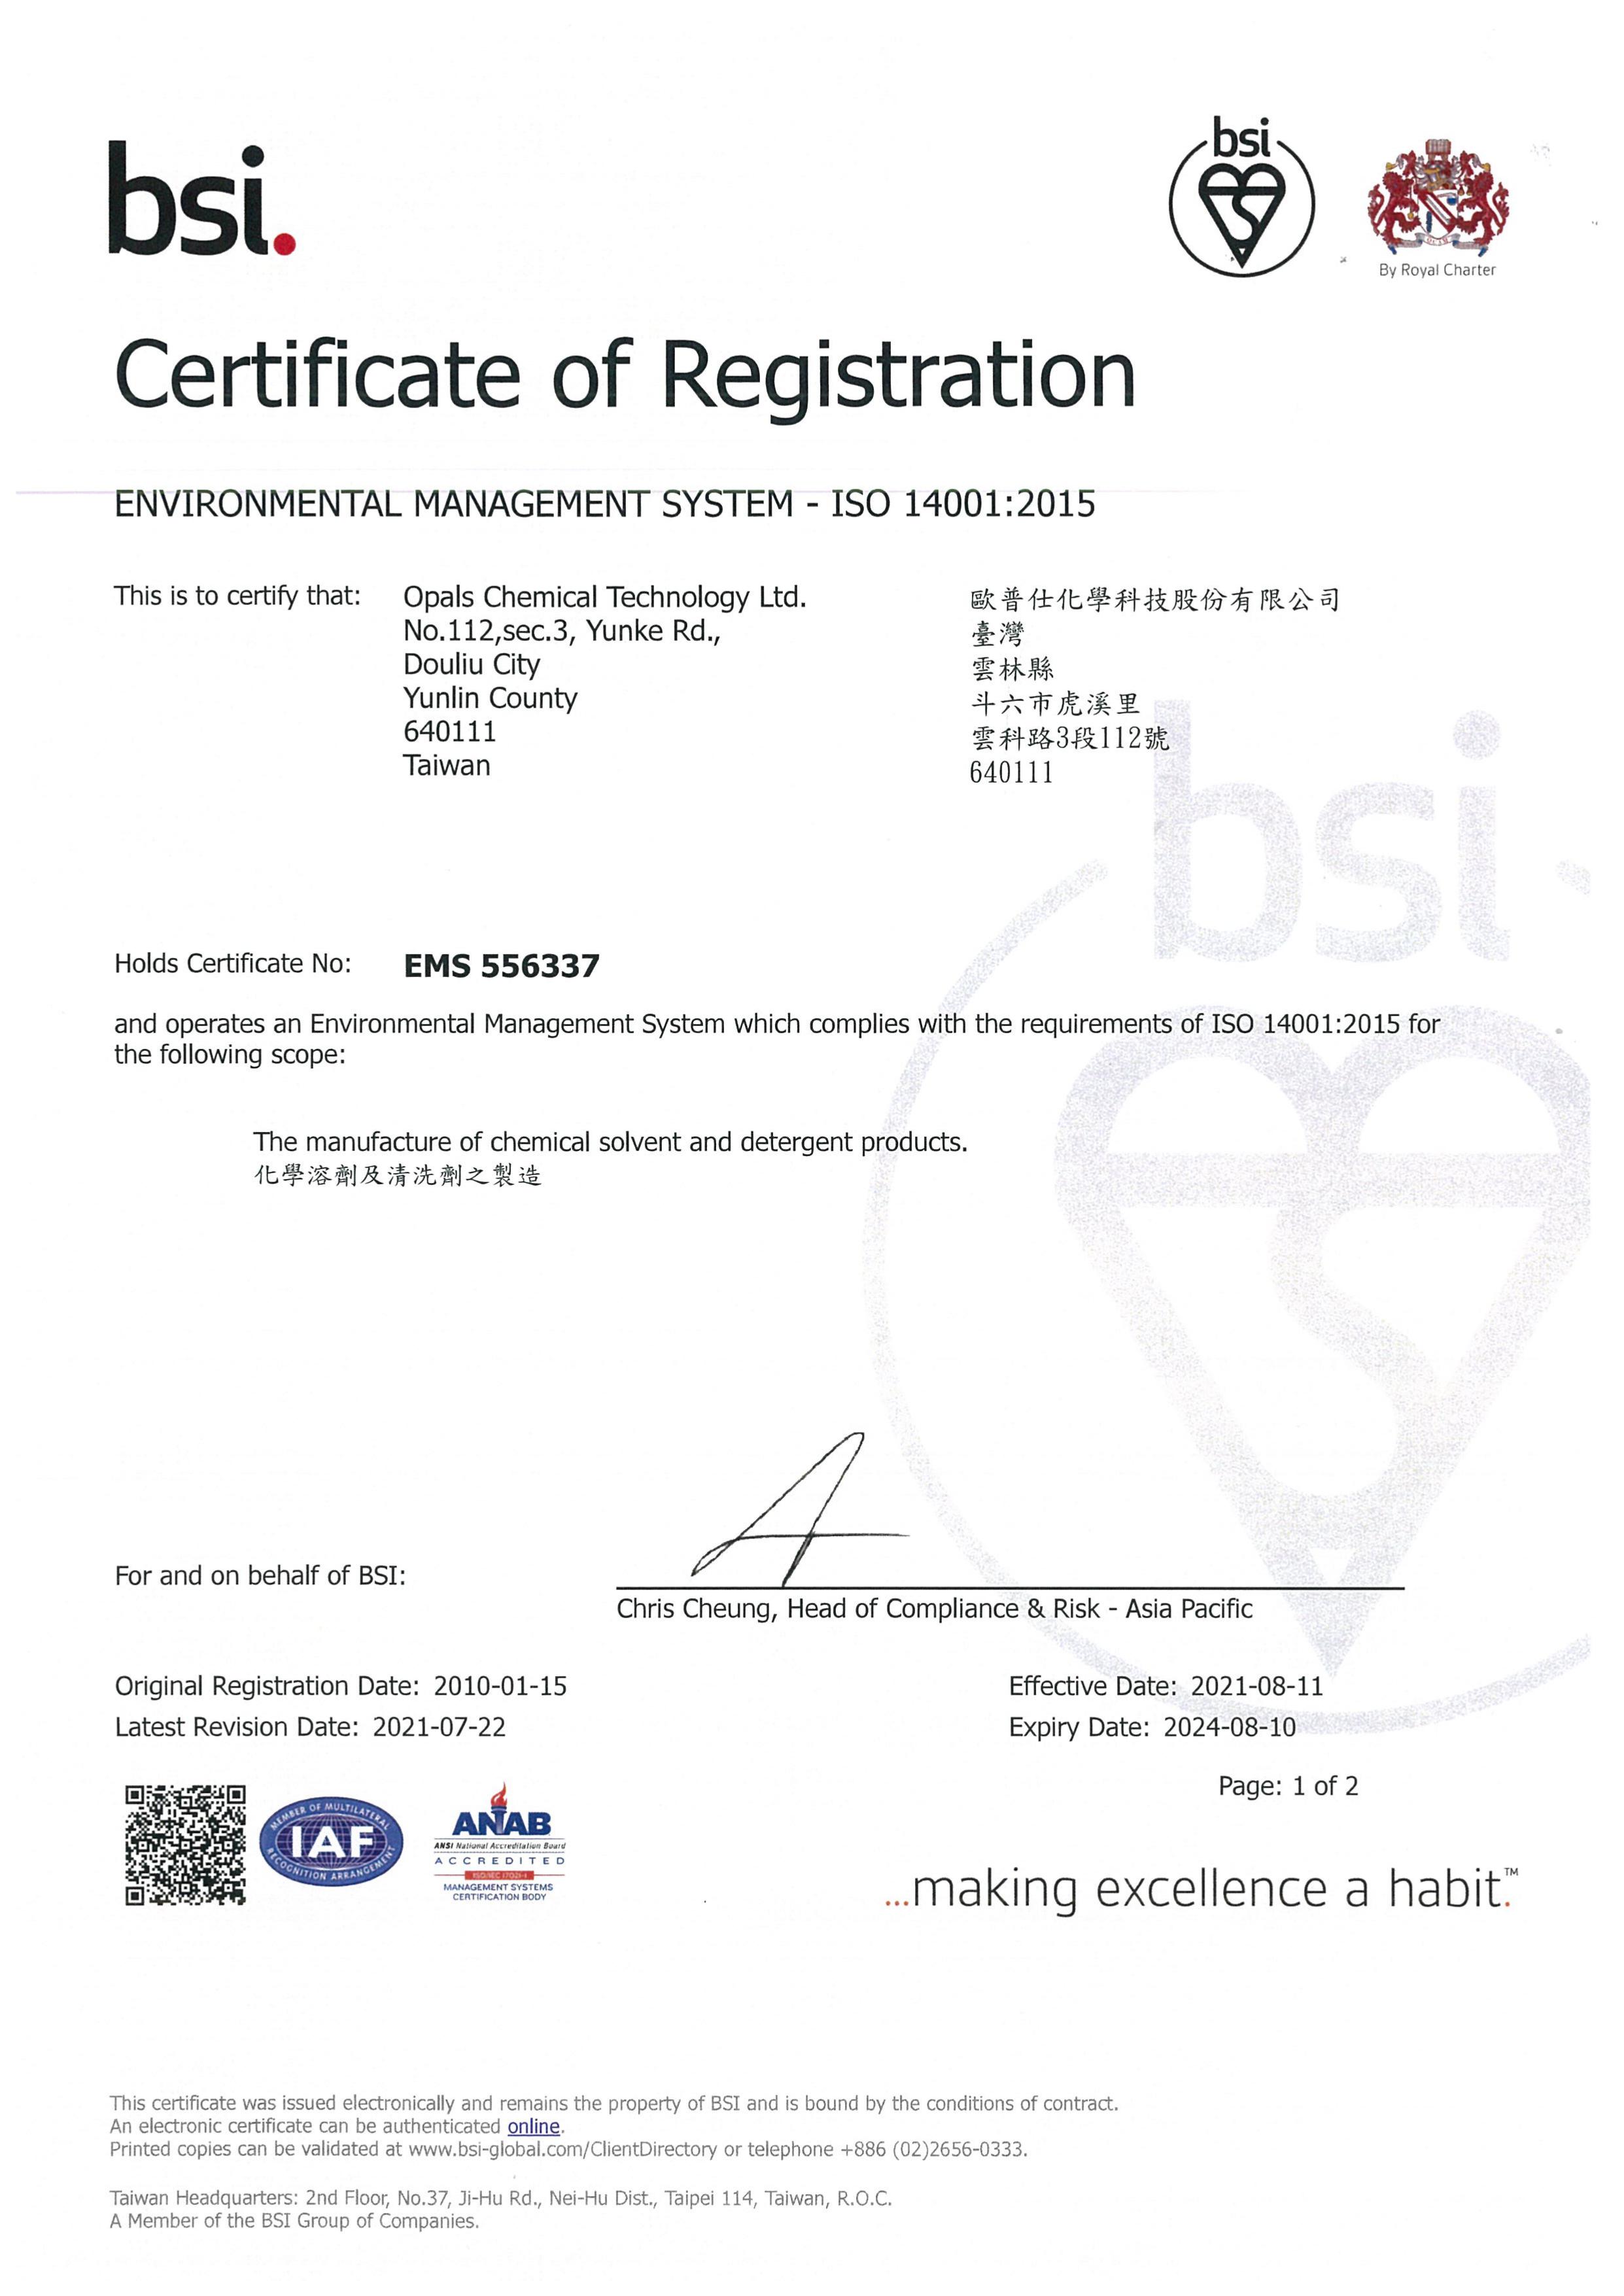 bsi.
bsi
By Royal Charter
Certificate of Registration
ENVIRONMENTAL MANAGEMENT SYSTEM - ISO 14001:2015
This is to certify that:
Opals Chemical Technology Ltd.
No.112,sec.3, Yunke Rd.,
Douliu City
Yunlin County
640111
Taiwan
歐普仕化學科技股份有限公司
臺灣
雲林縣
斗六市虎溪里
雲科路3段112號
640111
bsi
Holds Certificate No: EMS 556337
and operates an Environmental Management System which complies with the requirements of ISO 14001:2015 for
the following scope:
The manufacture of chemical solvent and detergent products.
化學溶劑及清洗劑之製造
For and on behalf of BSI:
Chris Cheung, Head of Compliance & Risk - Asia Pacific
Original Registration Date: 2010-01-15
Effective Date: 2021-08-11
Latest Revision Date: 2021-07-22
Expiry Date: 2024-08-10
Page: 1 of 2
MEMBER OF MULTILATERAL
IAF
RECOGNITION ARRANGEMENT
ANAB
ANSI National Accreditation Board
ACCREDITED
ISO/IEC 17021-1
MANAGEMENT SYSTEMS
CERTIFICATION BODY
...making excellence a habit.™
This certificate was issued electronically and remains the property of BSI and is bound by the conditions of contract.
An electronic certificate can be authenticated online.
Printed copies can be validated at www.bsi-global.com/ClientDirectory or telephone +886 (02)2656-0333.
Taiwan Headquarters: 2nd Floor, No.37, Ji-Hu Rd., Nei-Hu Dist., Taipei 114, Taiwan, R.O.C.
A Member of the BSI Group of Companies.